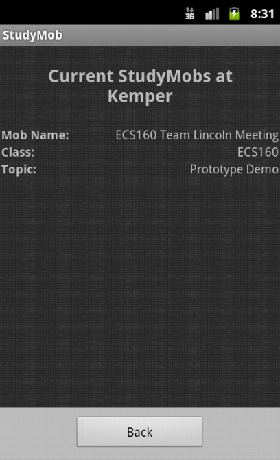 3G 8:31
StudyMob
Current StudyMobs at
Kemper
Mob Name: ECS160 Team Lincoln Meeting
Class: ECS160
Topic: Prototype Demo
Back